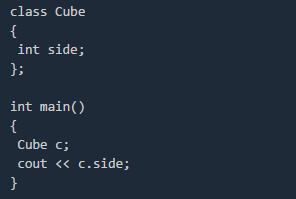 class Cube
{
 int side;
};

int main()
{
 Cube c;
 cout << c.side;
}